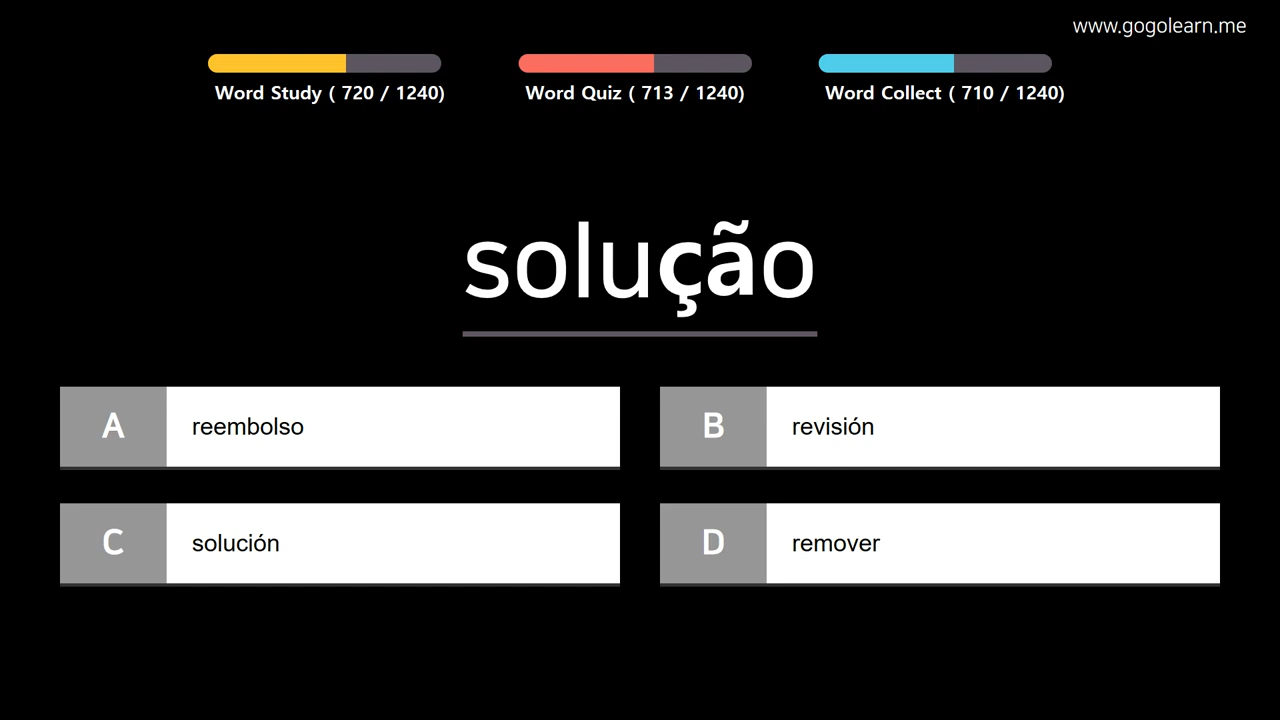 www.gogolearn.me
Word Study ( 720 / 1240)
Word Quiz ( 713 / 1240)
Word Collect ( 710 / 1240)
solução
A
reembolso
B
revisión
C
solución
D
remover